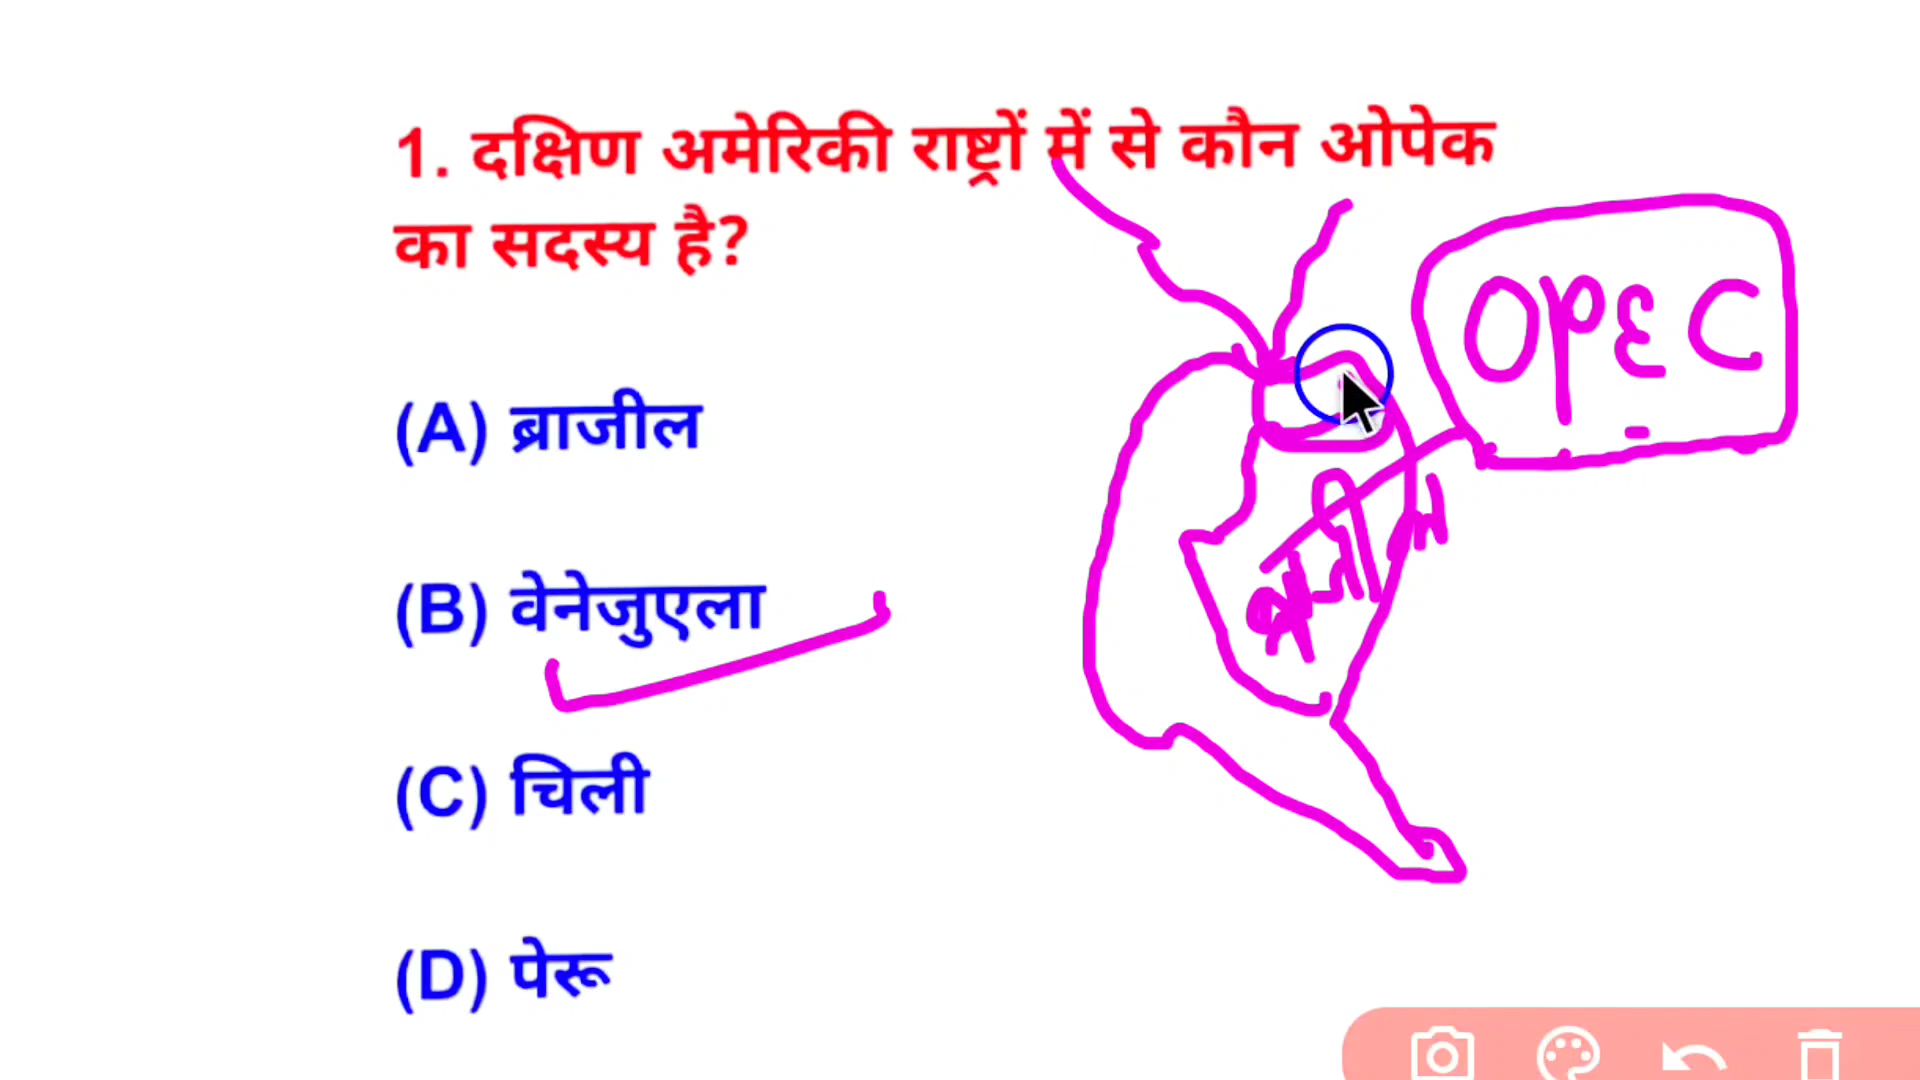 1. दक्षिण अमेरिकी राष्ट्रों में से कौन ओपेक
का सदस्य है?
OPEC
(A) ब्राजील
(B) वेनेजुएला
(C) चिली
(D) पेरू